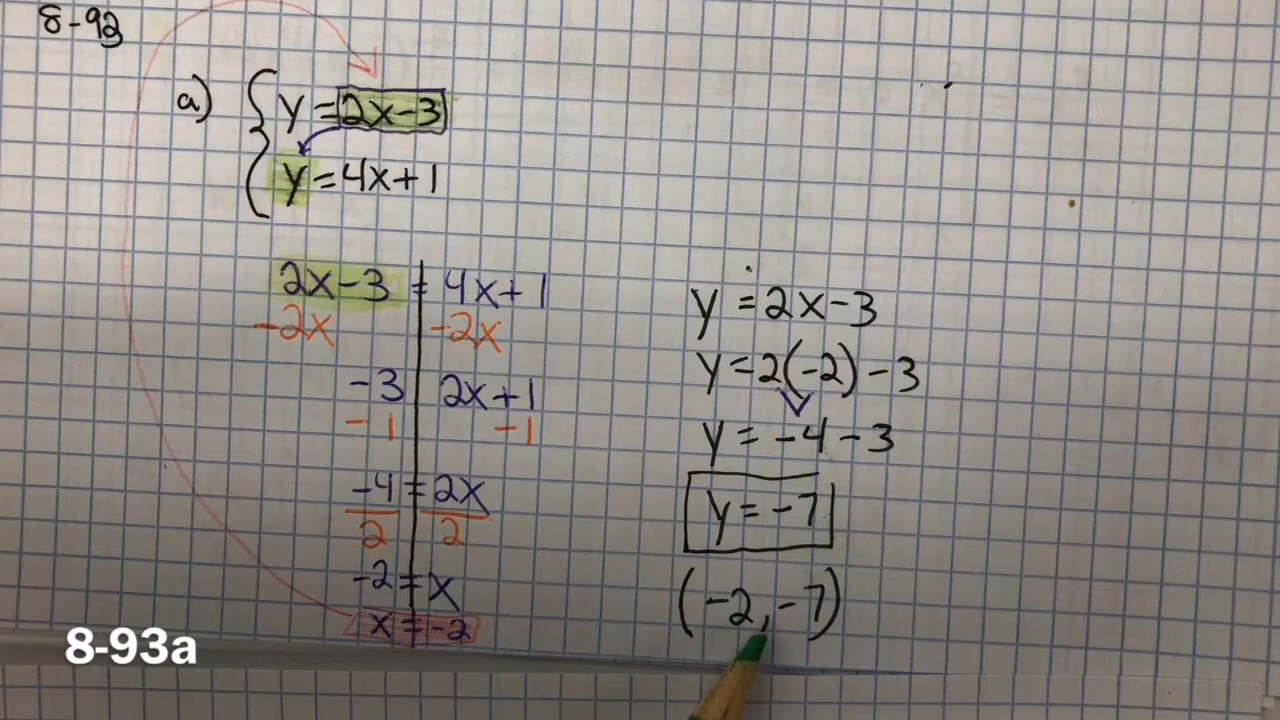 8-93
a) y = 2x-3
y = 4x+1
2x-3 = 4x+1
-2x -2x
-3 2x+1
-1 -1
-4 = 2x
2 2
-2 = x
x = -2
y = 2x-3
y = 2(-2) - 3
y = -4 - 3
y = -7
(-2, -7)
8-93a